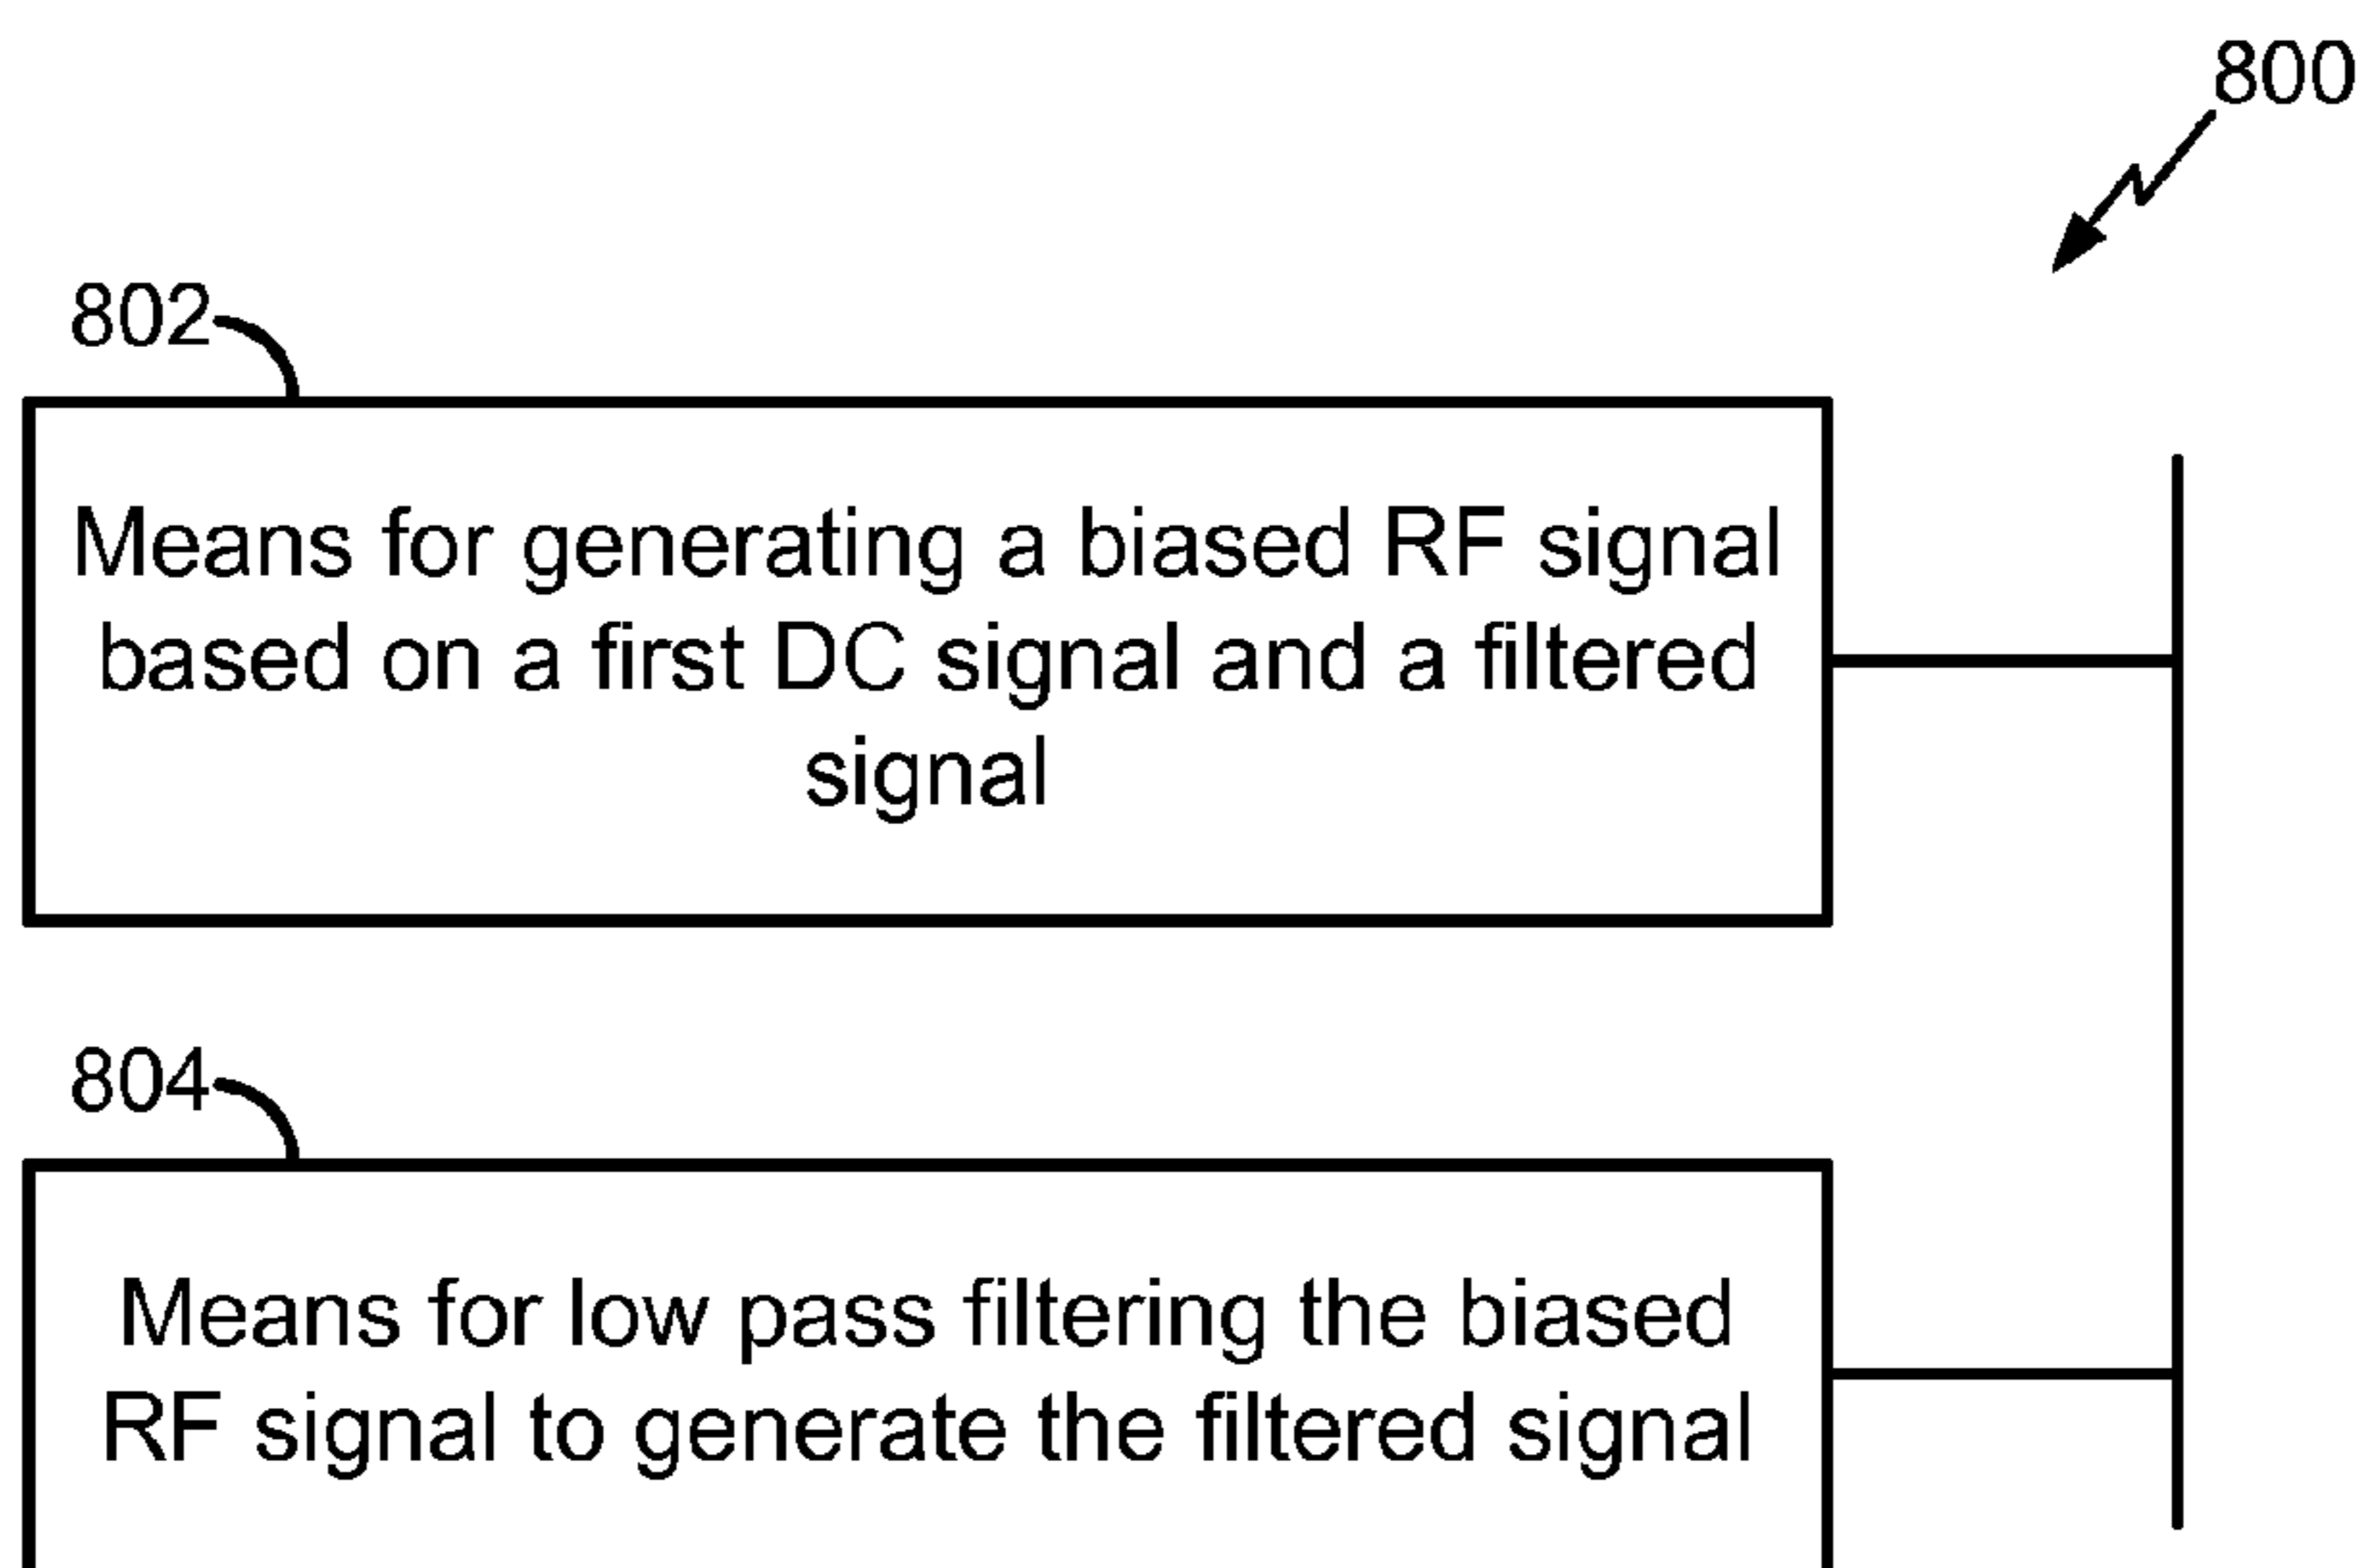 800
802
Means for generating a biased RF signal
based on a first DC signal and a filtered
signal
804
Means for low pass filtering the biased
RF signal to generate the filtered signal